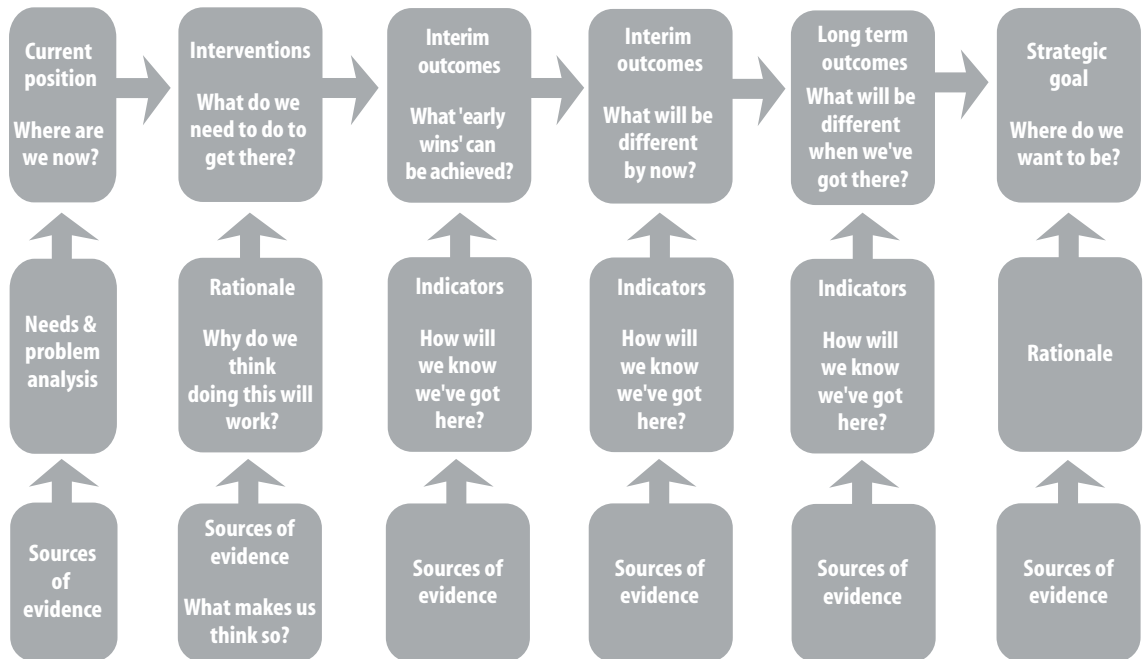 Current
position
Where are
we now?
Interventions
What do we
need to do to
get there?
Interim
outcomes
What 'early
wins' can
be achieved?
Interim
outcomes
What will be
different
by now?
Long term
outcomes
What will be
different
when we've
got there?
Strategic
goal
Where do we
want to be?
Needs &
problem
analysis
Rationale
Why do we
think
doing this will
work?
Indicators
How will
we know
we've got
here?
Indicators
How will
we know
we've got
here?
Indicators
How will
we know
we've got
here?
Rationale
Sources
of
evidence
Sources of
evidence
What makes us
think so?
Sources of
evidence
Sources of
evidence
Sources of
evidence
Sources of
evidence